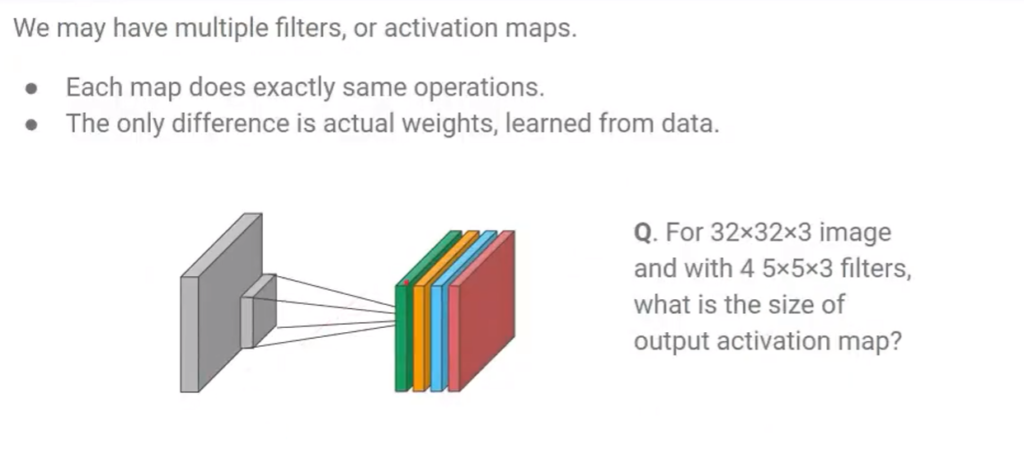 We may have multiple filters, or activation maps.
● Each map does exactly same operations.
● The only difference is actual weights, learned from data.
Q. For 32×32×3 image
and with 4 5×5×3 filters,
what is the size of
output activation map?